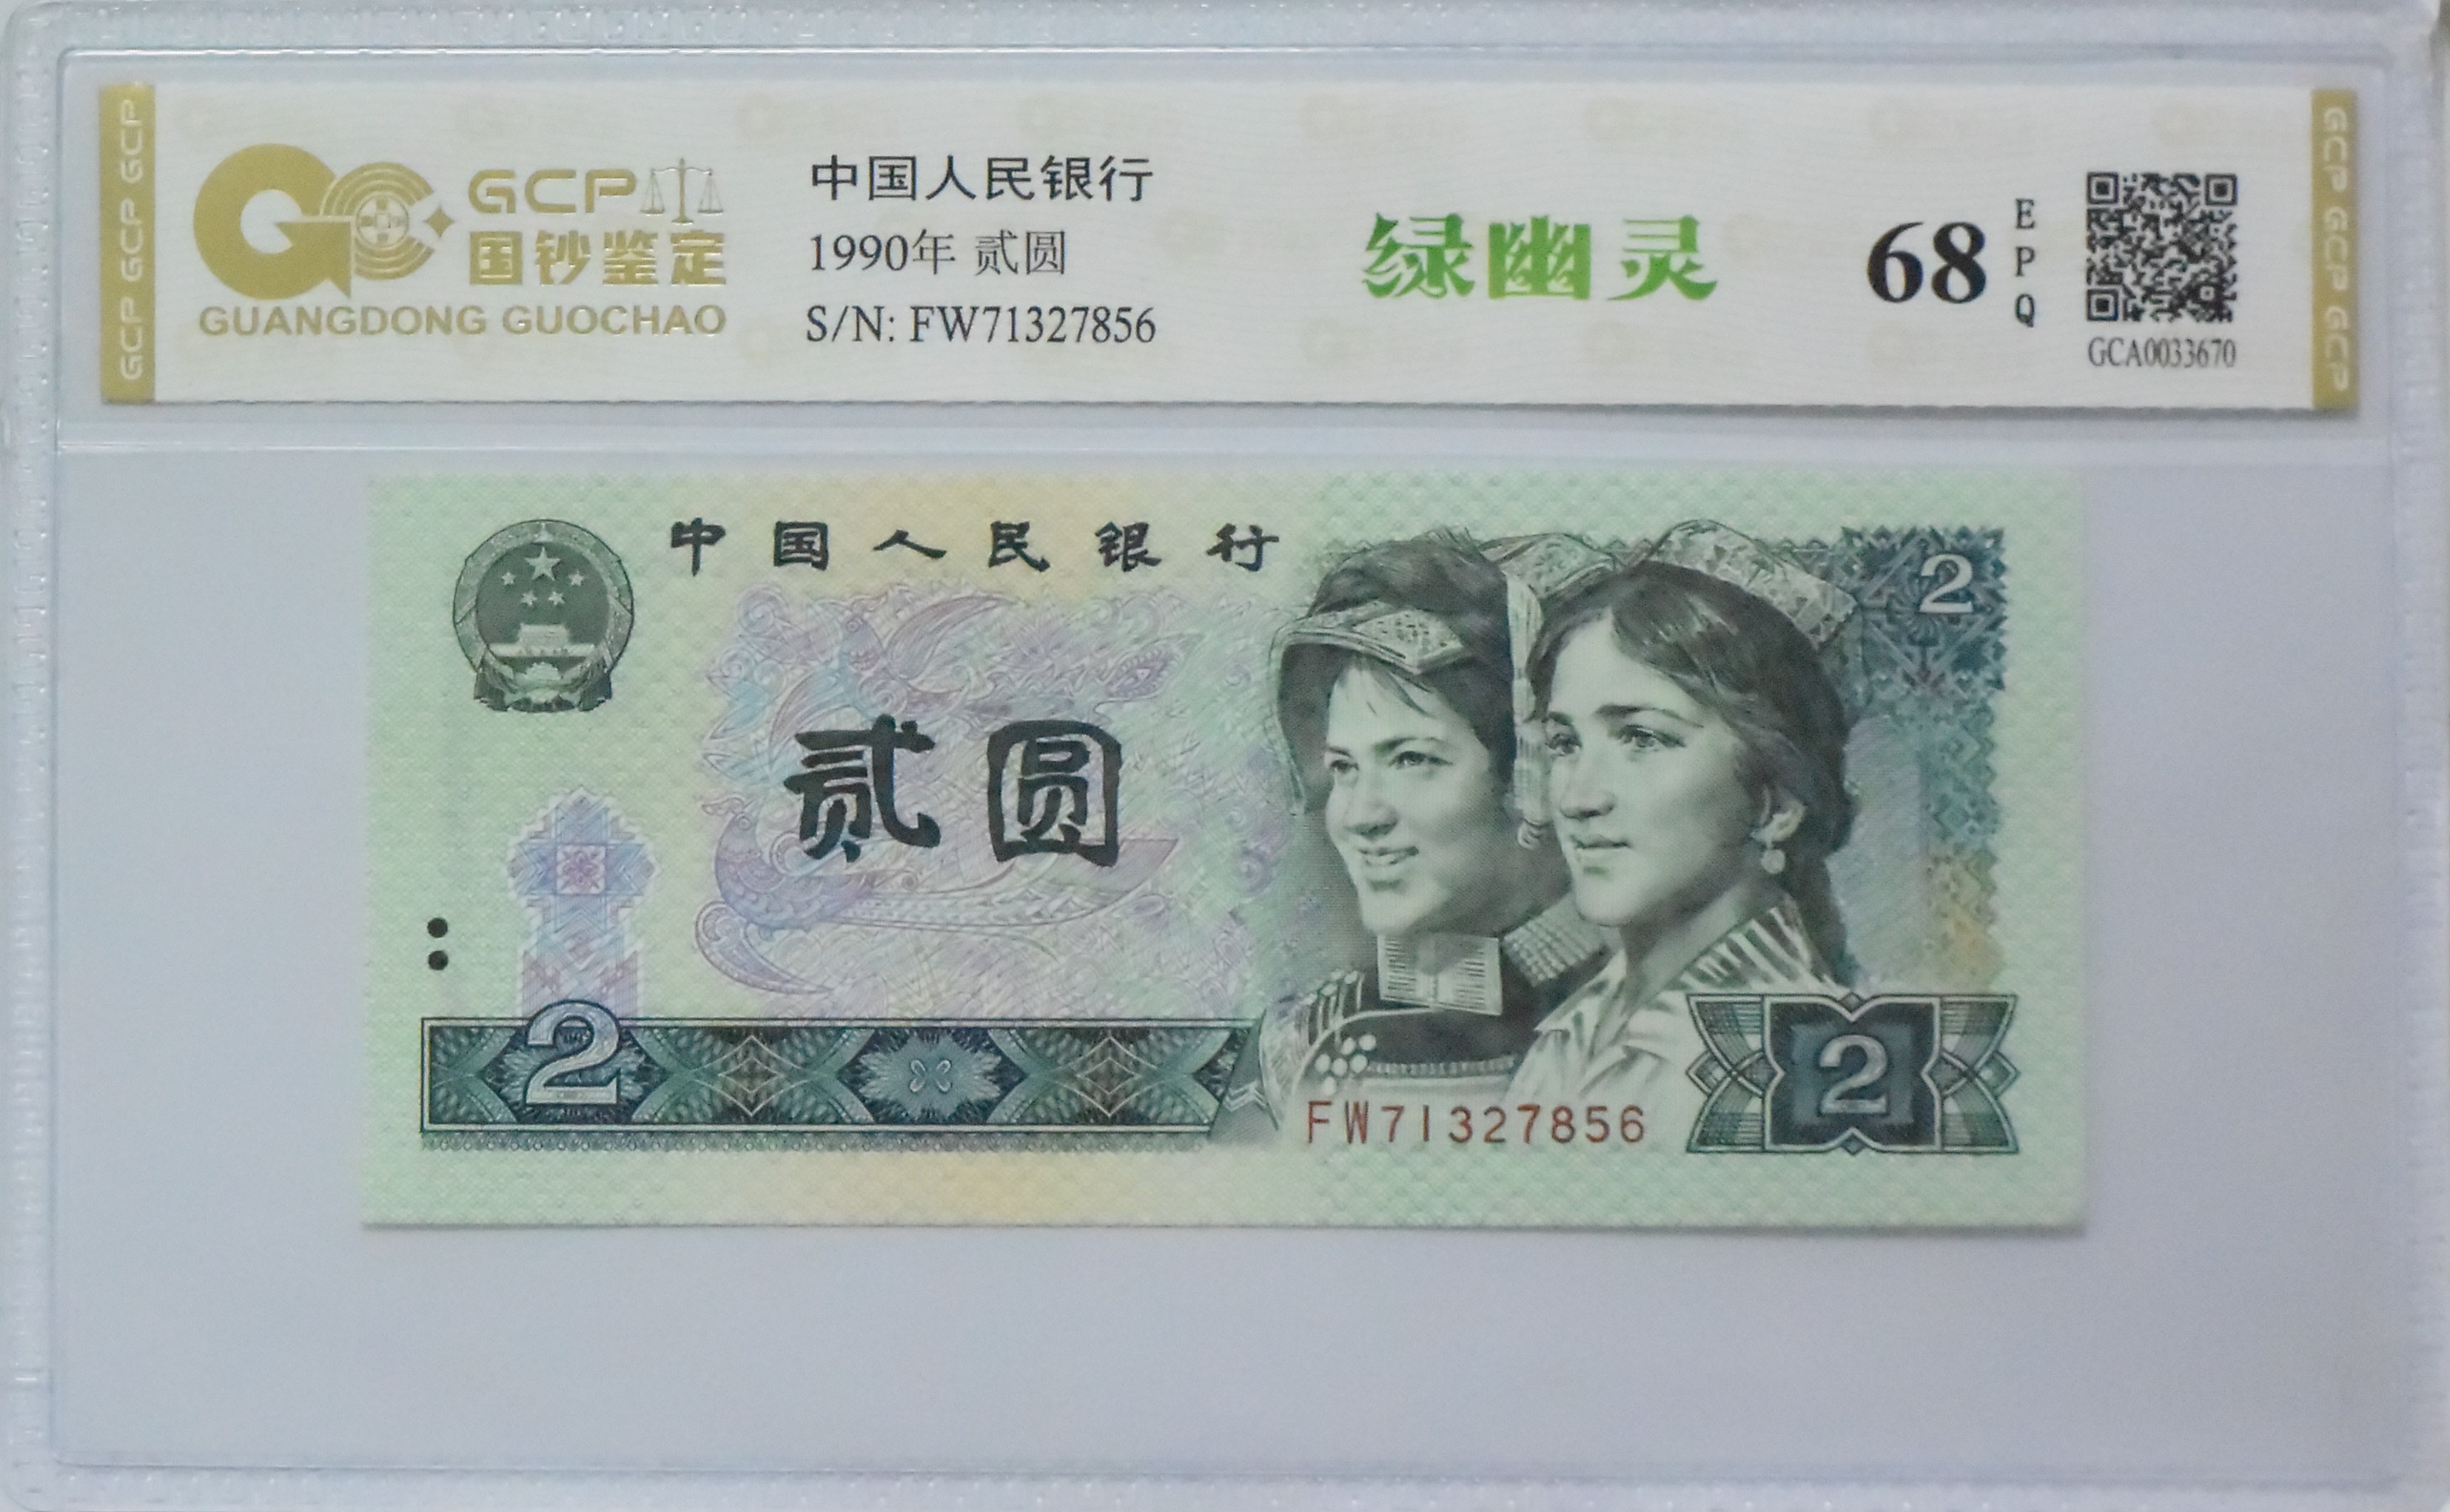 GCP GCP GCP
GCP
国钞鉴定
GUANGDONG GUOCHAO
中国人民银行
1990年 贰圆
S/N: FW71327856
绿幽灵
68
EPQ
GCA0033670
GCP GCP GCP
中国人民银行
2
贰圆
2
2
FW71327856